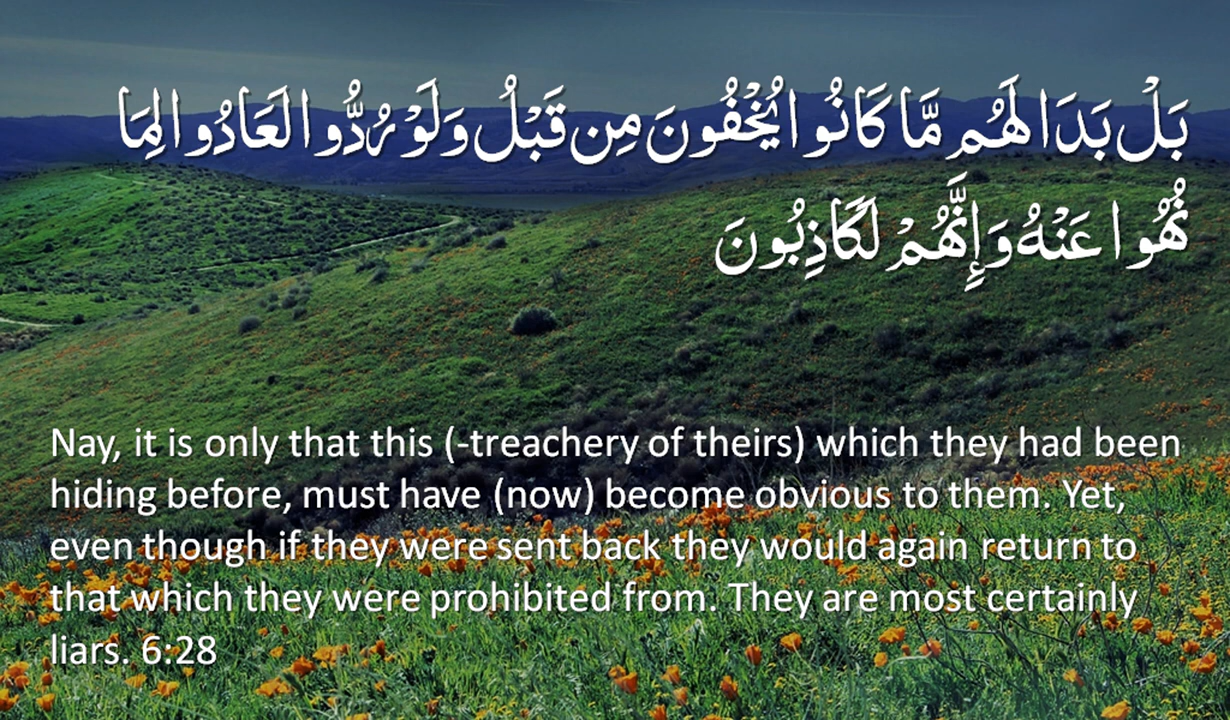 بَلْ بَدَا لَهُم مَّا كَانُوا يُخْفُونَ مِن قَبْلُ وَلَوْ رُدُّوا لَعَادُوا لِمَا
نُهُوا عَنْهُ وَإِنَّهُمْ لَكَاذِبُونَ
Nay, it is only that this (-treachery of theirs) which they had been
hiding before, must have (now) become obvious to them. Yet,
even though if they were sent back they would again return to
that which they were prohibited from. They are most certainly
liars. 6:28